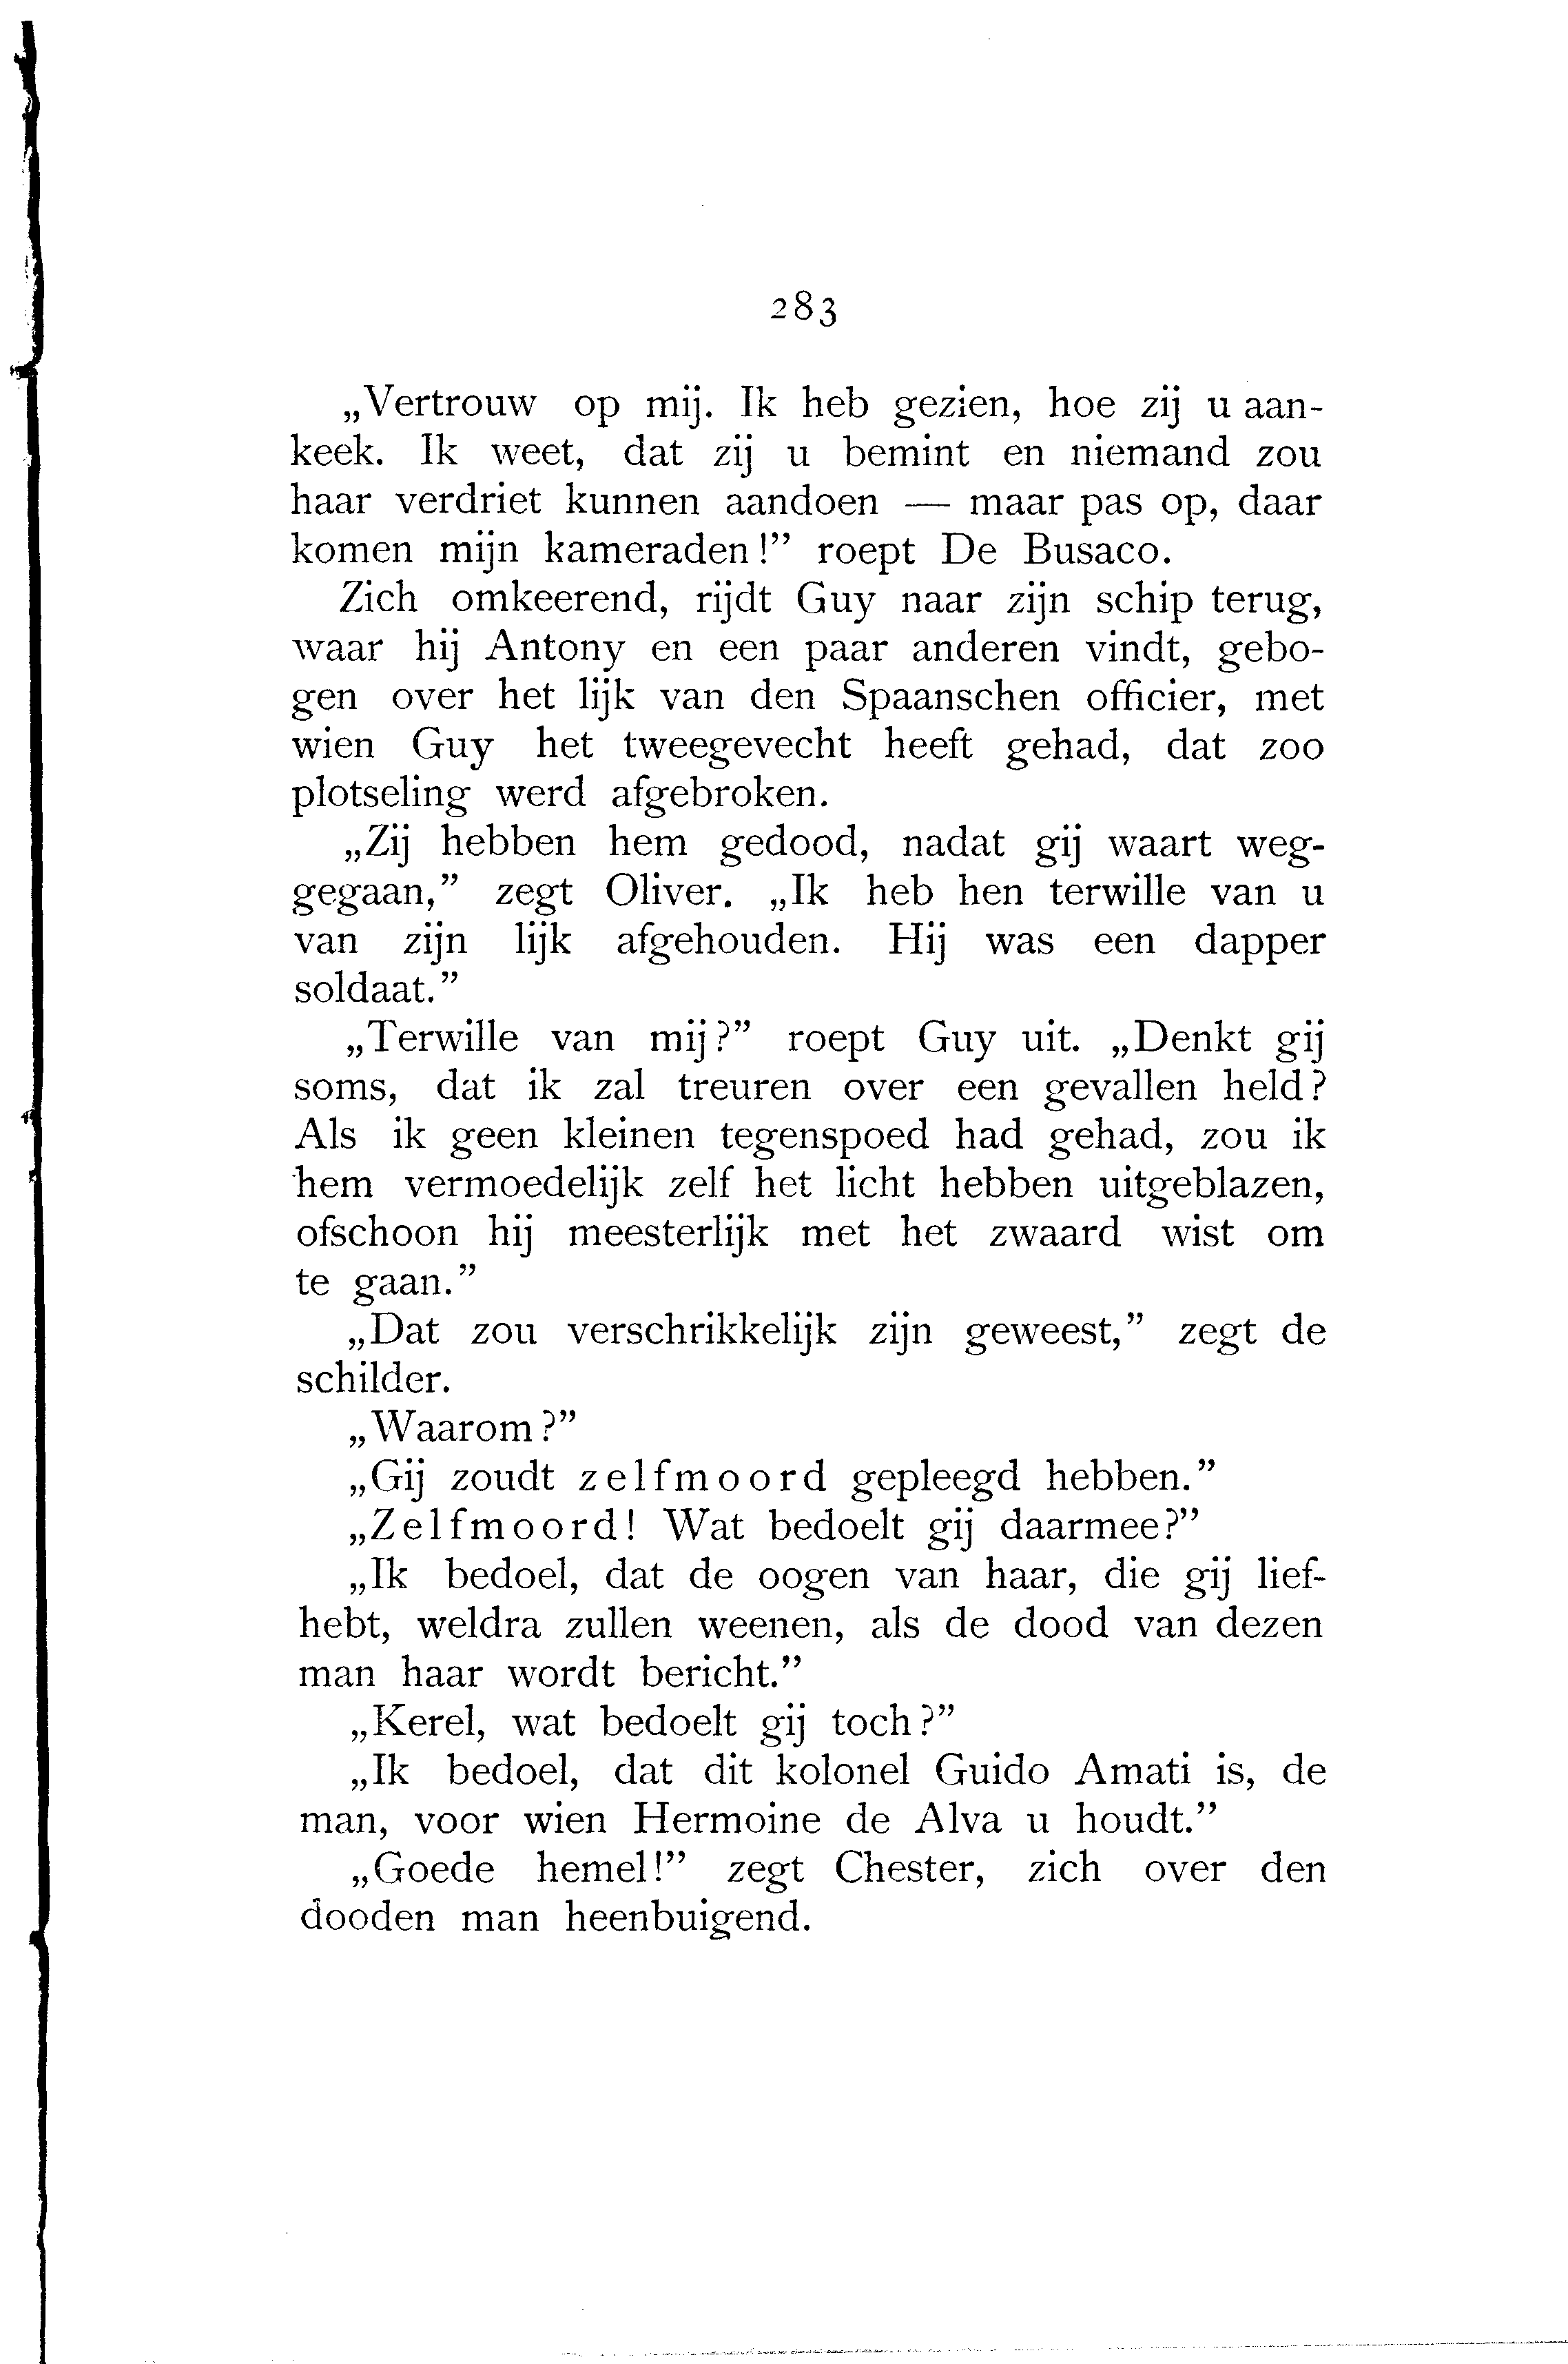 283
„Vertrouw op mij. Ik heb gezien, hoe zij u aan-
keek. Ik weet, dat zij u bemint en niemand zou
haar verdriet kunnen aandoen — maar pas op, daar
komen mijn kameraden!” roept De Busaco.
Zich omkeerend, rijdt Guy naar zijn schip terug,
waar hij Antony en een paar anderen vindt, gebo-
gen over het lijk van den Spaanschen officier, met
wien Guy het tweegevecht heeft gehad, dat zoo
plotseling werd afgebroken.
„Zij hebben hem gedood, nadat gij waart weg-
gegaan,” zegt Oliver. „Ik heb hen terwille van u
van zijn lijk afgehouden. Hij was een dapper
soldaat.”
„Terwille van mij?” roept Guy uit. „Denkt gij
soms, dat ik zal treuren over een gevallen held?
Als ik geen kleinen tegenspoed had gehad, zou ik
hem vermoedelijk zelf het licht hebben uitgeblazen,
ofschoon hij meesterlijk met het zwaard wist om
te gaan.”
„Dat zou verschrikkelijk zijn geweest,” zegt de
schilder.
„Waarom?”
„Gij zoudt zelfmoord gepleegd hebben.”
„Zelfmoord! Wat bedoelt gij daarmee?”
„Ik bedoel, dat de oogen van haar, die gij lief-
hebt, weldra zullen weenen, als de dood van dezen
man haar wordt bericht.”
„Kerel, wat bedoelt gij toch?”
„Ik bedoel, dat dit kolonel Guido Amati is, de
man, voor wien Hermoine de Alva u houdt.”
„Goede hemel!” zegt Chester, zich over den
dooden man heenbuigend.